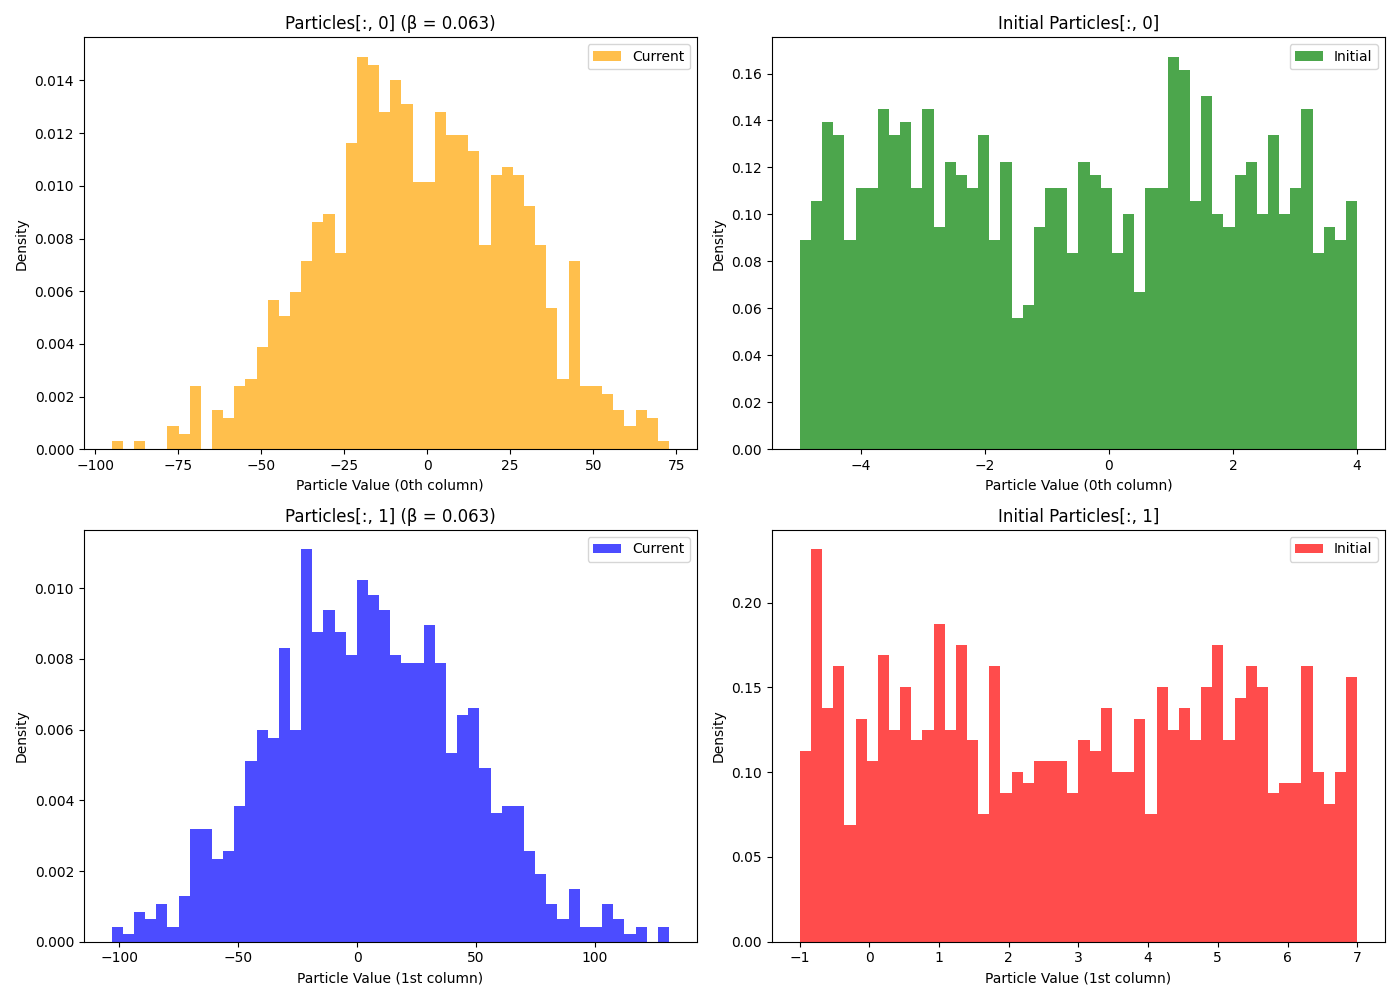 Particles[:, 0] (β = 0.063)
Current
0.014
0.012
0.010
0.008
0.006
0.004
0.002
0.000
Density
−100 −75 −50 −25 0 25 50 75
Particle Value (0th column)
Initial Particles[:, 0]
Initial
0.16
0.14
0.12
0.10
0.08
0.06
0.04
0.02
0.00
Density
−4 −2 0 2 4
Particle Value (0th column)
Particles[:, 1] (β = 0.063)
Current
0.010
0.008
0.006
0.004
0.002
0.000
Density
−100 −50 0 50 100
Particle Value (1st column)
Initial Particles[:, 1]
Initial
0.20
0.15
0.10
0.05
0.00
Density
−1 0 1 2 3 4 5 6 7
Particle Value (1st column)